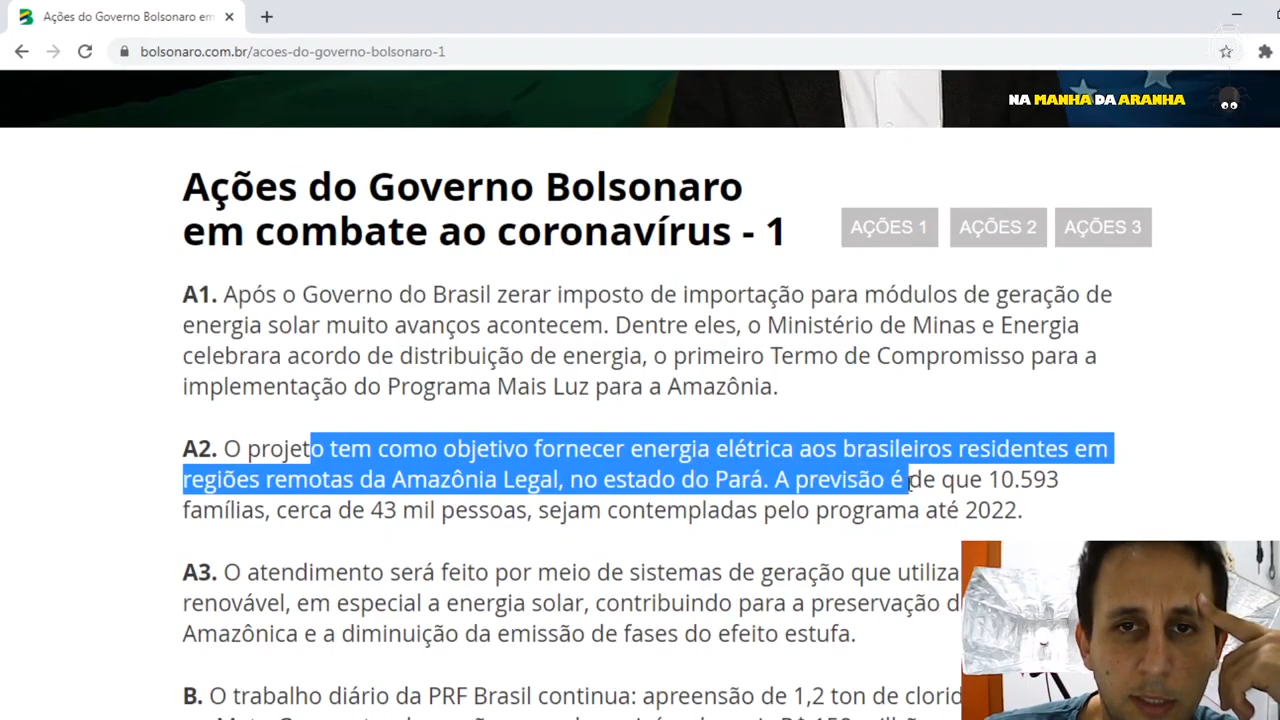 Ações do Governo Bolsonaro em
bolsonaro.com.br/acoes-do-governo-bolsonaro-1
NA MANHA DA ARANHA
Ações do Governo Bolsonaro
em combate ao coronavírus - 1
AÇÕES 1 AÇÕES 2 AÇÕES 3
A1. Após o Governo do Brasil zerar imposto de importação para módulos de geração de
energia solar muito avanços acontecem. Dentre eles, o Ministério de Minas e Energia
celebrara acordo de distribuição de energia, o primeiro Termo de Compromisso para a
implementação do Programa Mais Luz para a Amazônia.
A2. O projeto tem como objetivo fornecer energia elétrica aos brasileiros residentes em
regiões remotas da Amazônia Legal, no estado do Pará. A previsão é de que 10.593
famílias, cerca de 43 mil pessoas, sejam contempladas pelo programa até 2022.
A3. O atendimento será feito por meio de sistemas de geração que utiliza
renovável, em especial a energia solar, contribuindo para a preservação d
Amazônica e a diminuição da emissão de fases do efeito estufa.
B. O trabalho diário da PRF Brasil continua: apreensão de 1,2 ton de clorid